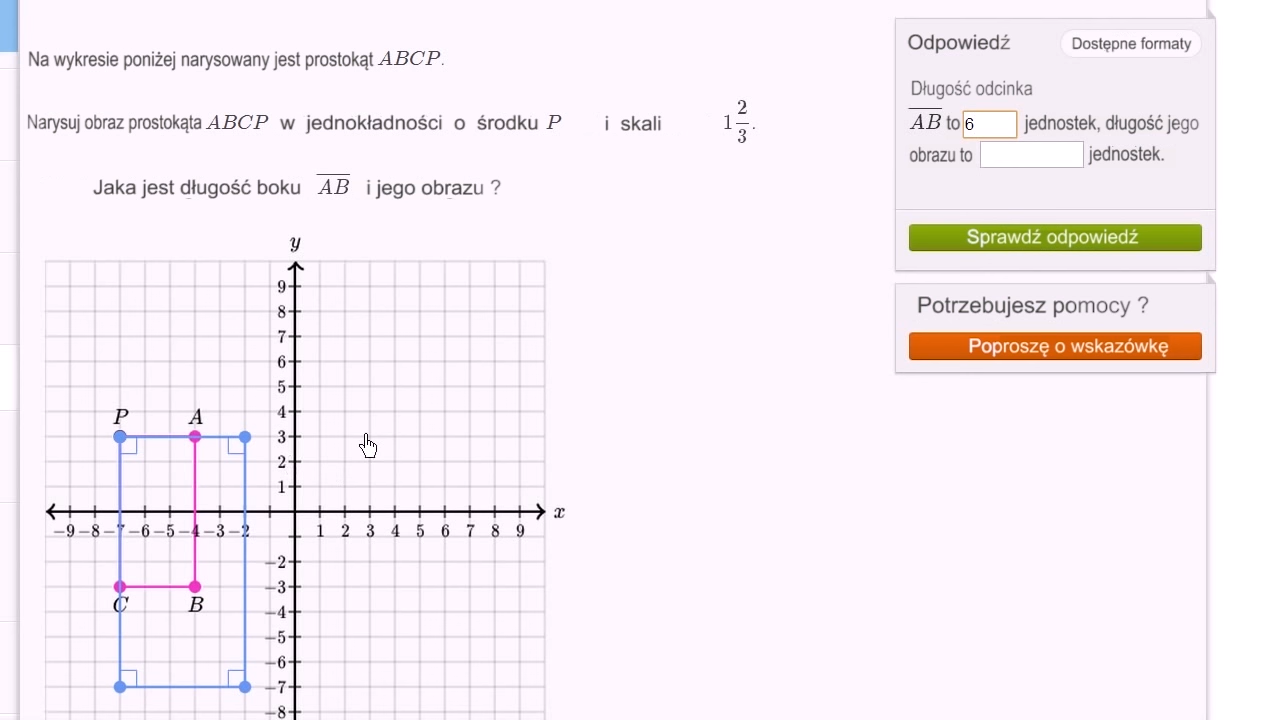 Na wykresie poniżej narysowany jest prostokąt ABCP.
Narysuj obraz prostokąta ABCP w jednokładności o środku P i skali 1 2/3.
Jaka jest długość boku AB i jego obrazu ?
Odpowiedź
Dostępne formaty
Długość odcinka
AB to 6 jednostek, długość jego
obrazu to jednostek.
Sprawdź odpowiedź
Potrzebujesz pomocy ?
Poproszę o wskazówkę
y
9
8
7
6
5
4
3
2
1
P A
x
−9 −8 −7 −6 −5 −4 −3 −2 1 2 3 4 5 6 7 8 9
−2
−3
−4
−5
−6
−7
−8
C B